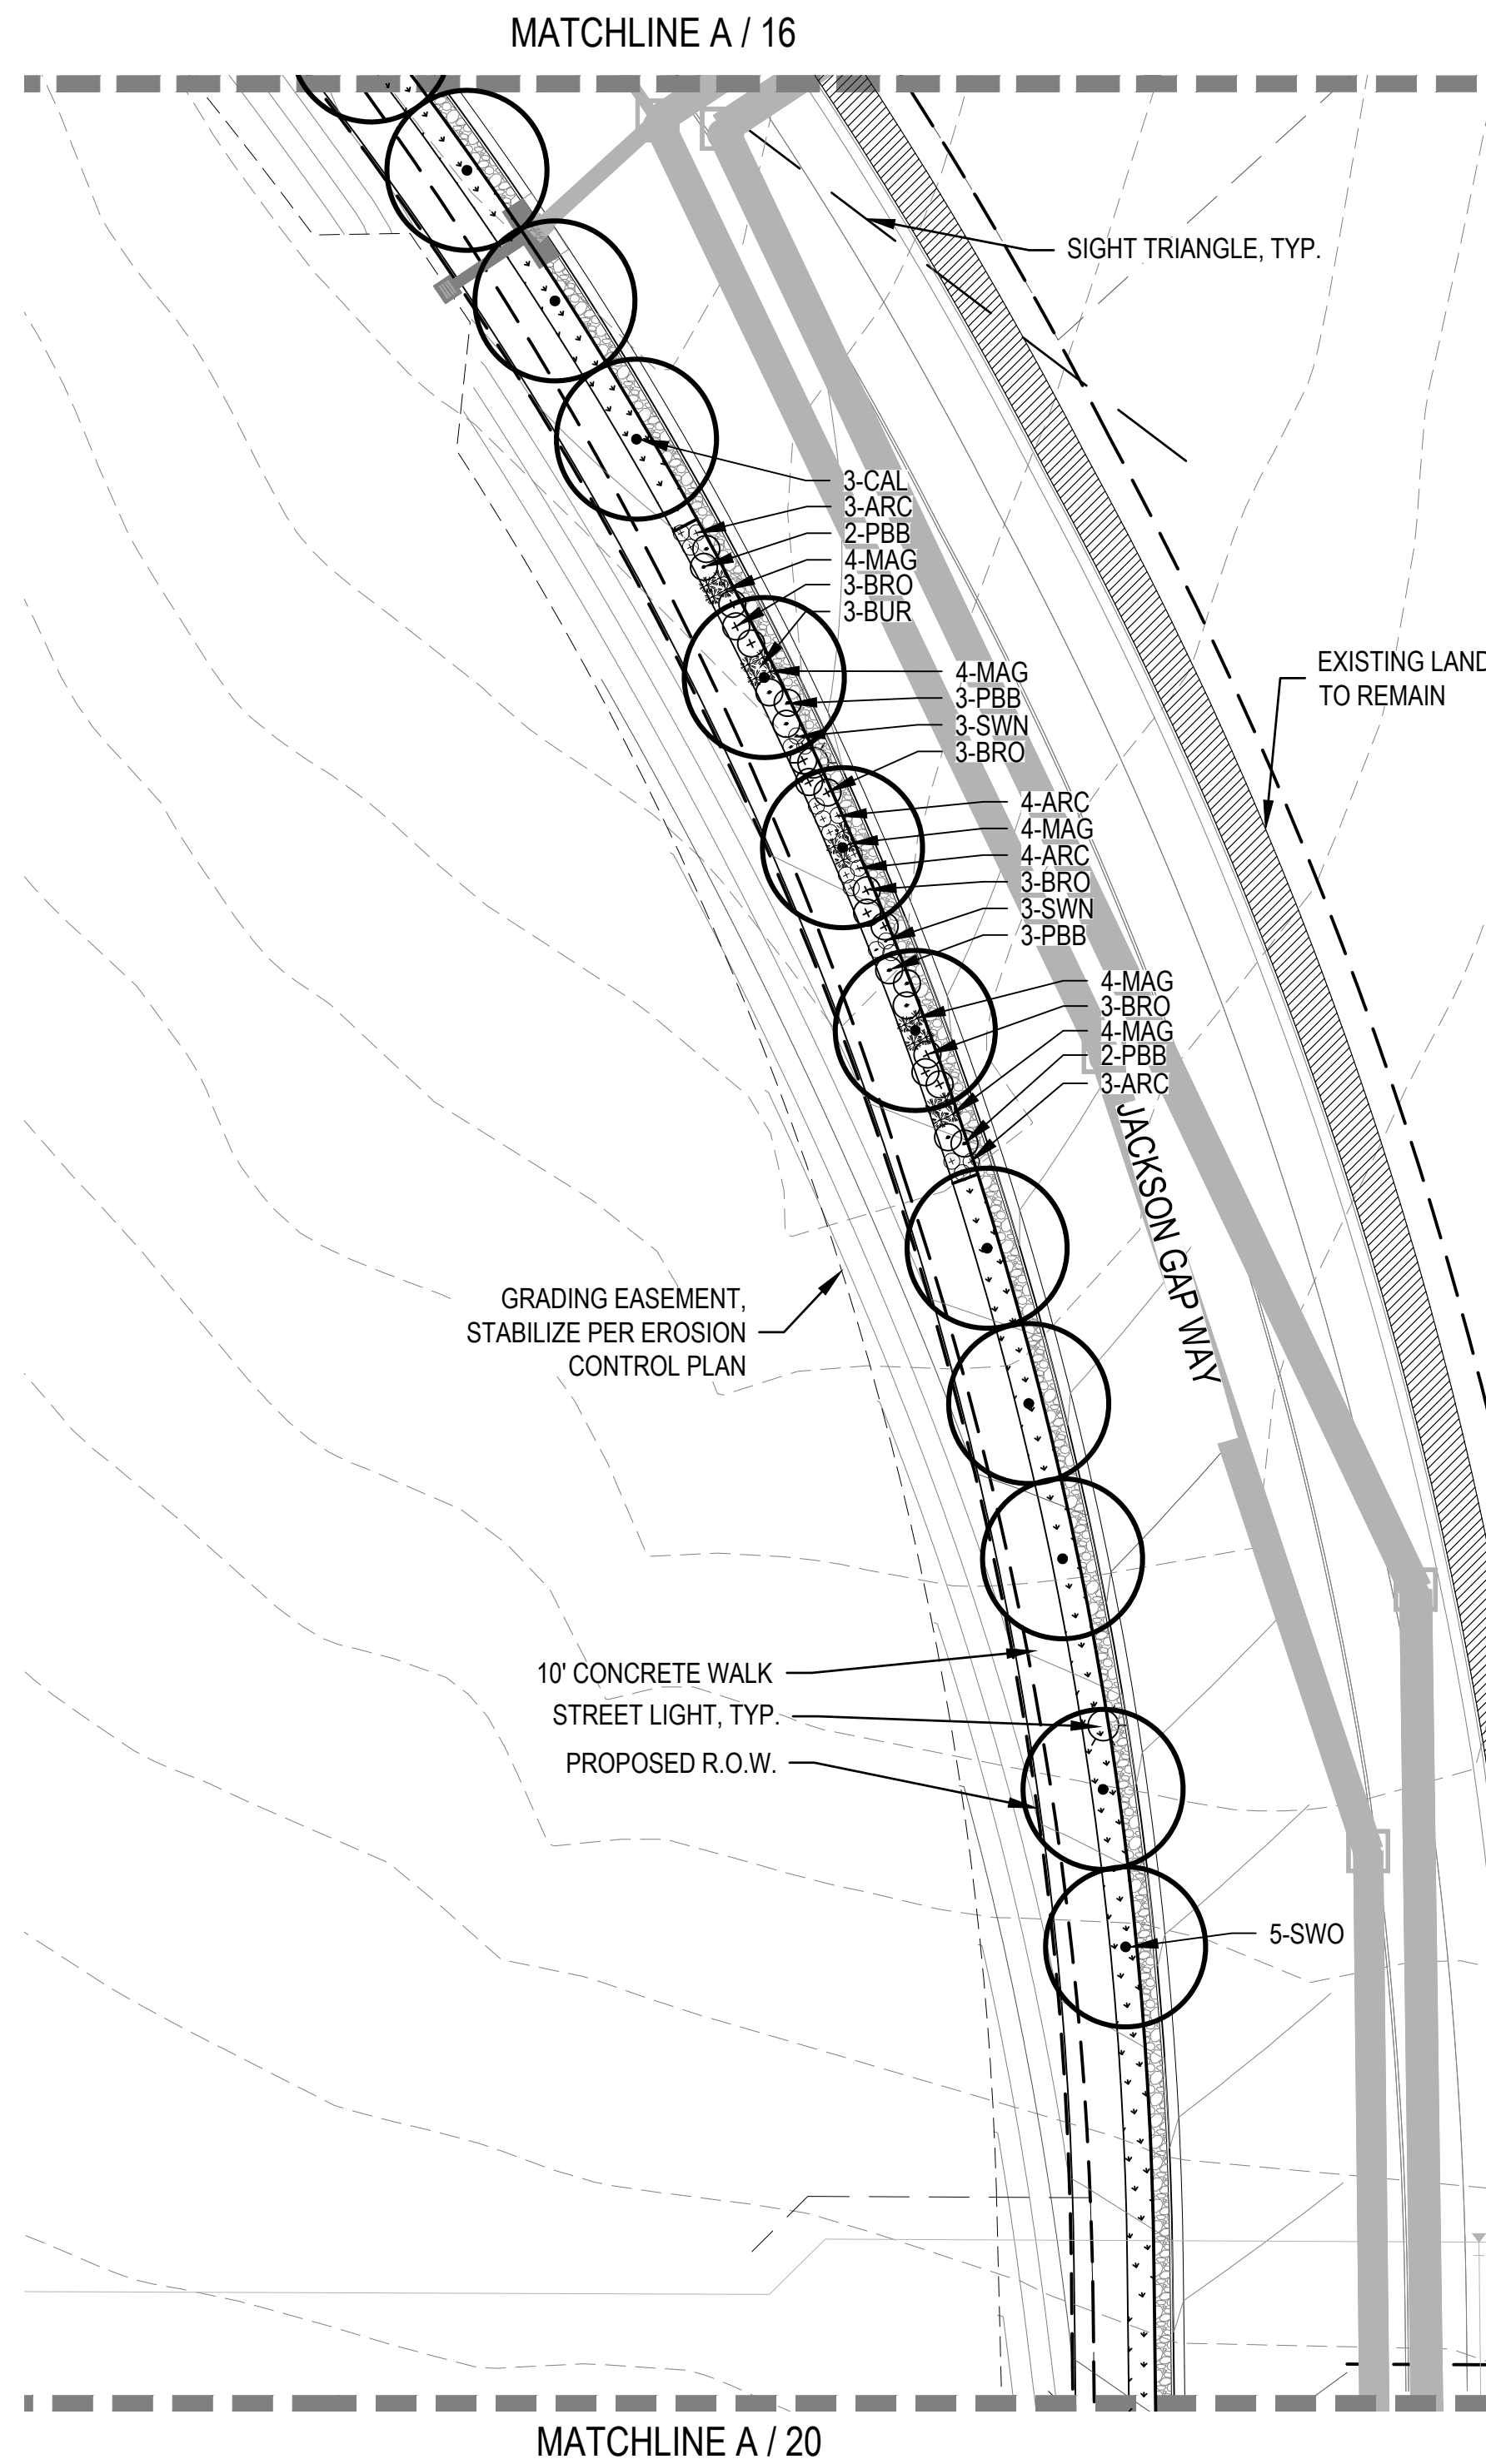 MATCHLINE A / 16
SIGHT TRIANGLE, TYP.
3-CAL
3-ARC
2-PBB
4-MAG
3-BRO
3-BUR
EXISTING LAND
TO REMAIN
4-MAG
3-PBB
3-SWN
3-BRO
4-ARC
4-MAG
4-ARC
3-BRO
3-SWN
3-PBB
4-MAG
3-BRO
4-MAG
2-PBB
3-ARC
JACKSON GAP WAY
GRADING EASEMENT,
STABILIZE PER EROSION
CONTROL PLAN
10' CONCRETE WALK
STREET LIGHT, TYP.
PROPOSED R.O.W.
5-SWO
MATCHLINE A / 20